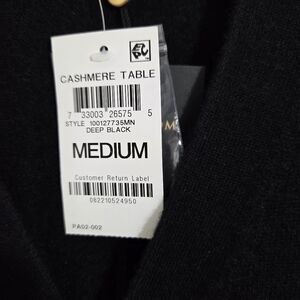 CASHMERE TABLE
7 33003 26575 5
STYLE 100127735MN
DEEP BLACK
MEDIUM
Customer Return Label
082210524950
PA02-002
M